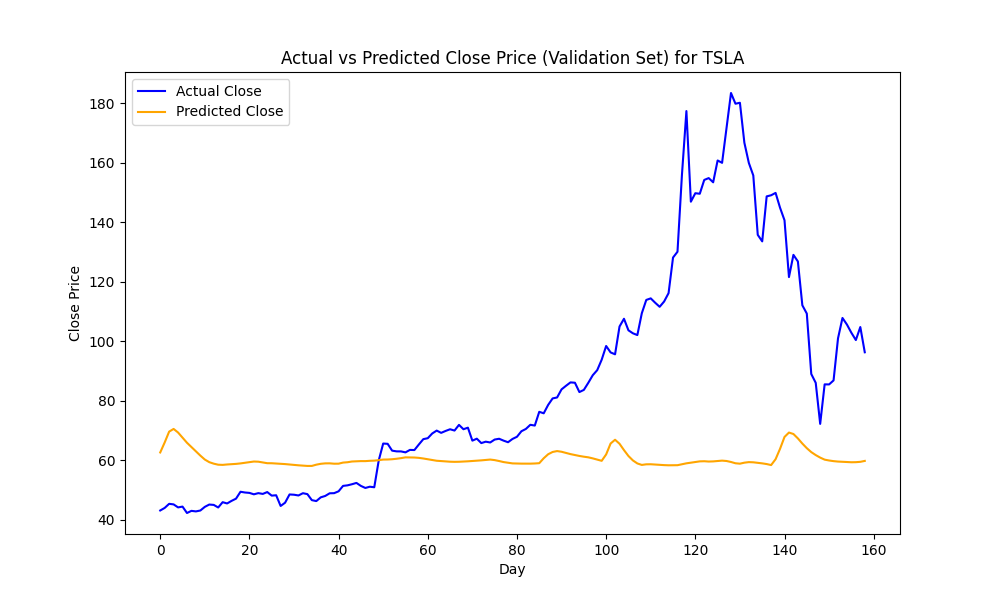 Actual vs Predicted Close Price (Validation Set) for TSLA
Actual Close
Predicted Close
Close Price
180
160
140
120
100
80
60
40
0 20 40 60 80 100 120 140 160
Day